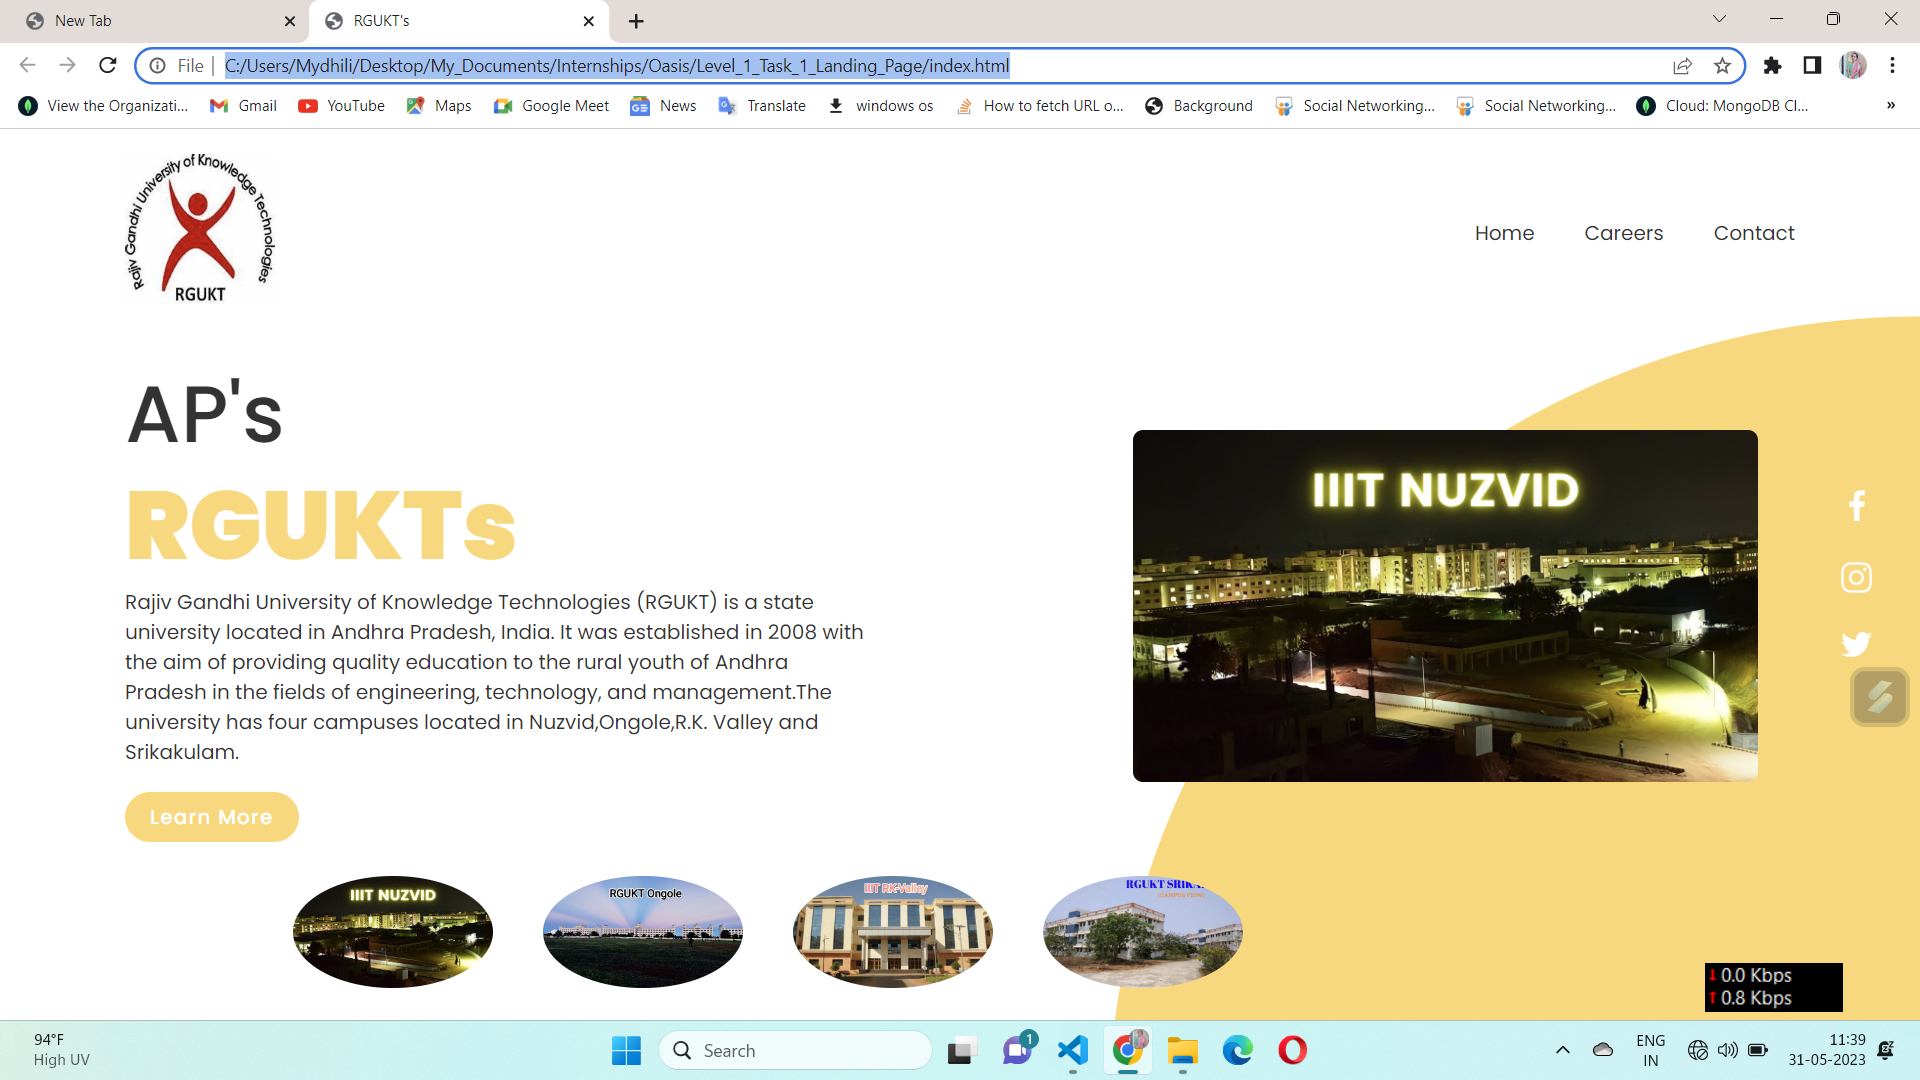 New Tab
RGUKT's
File
C:/Users/Mydhili/Desktop/My_Documents/Internships/Oasis/Level_1_Task_1_Landing_Page/index.html
View the Organizati...
Gmail
YouTube
Maps
Google Meet
News
Translate
windows os
How to fetch URL o...
Background
Social Networking...
Social Networking...
Cloud: MongoDB Cl...
»
Rajiv Gandhi University of Knowledge Technologies
RGUKT
Home
Careers
Contact
AP's
RGUKTs
Rajiv Gandhi University of Knowledge Technologies (RGUKT) is a state
university located in Andhra Pradesh, India. It was established in 2008 with
the aim of providing quality education to the rural youth of Andhra
Pradesh in the fields of engineering, technology, and management.The
university has four campuses located in Nuzvid,Ongole,R.K. Valley and
Srikakulam.
Learn More
IIIT NUZVID
IIIT NUZVID
RGUKT Ongole
IIIT RK-Valley
RGUKT SRIKA
0.0 Kbps
0.8 Kbps
94°F
High UV
Search
1
ENG
IN
11:39
31-05-2023